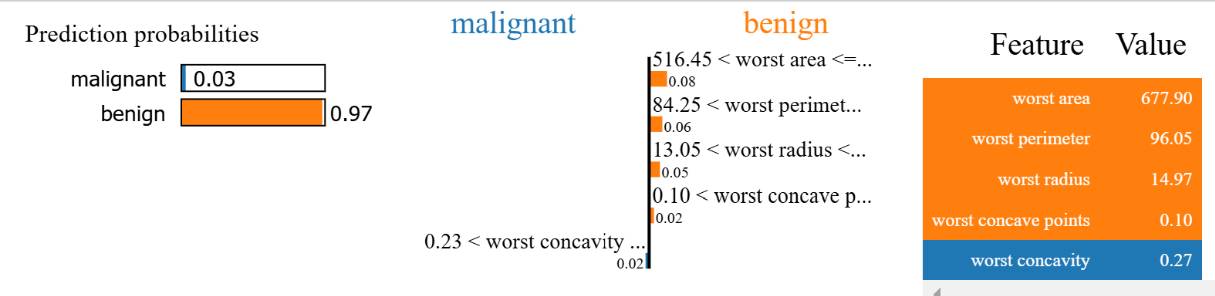 Prediction probabilities
malignant 0.03
benign 0.97
malignant benign
516.45 < worst area <=...
0.08
84.25 < worst perimet...
0.06
13.05 < worst radius <...
0.05
0.10 < worst concave p...
0.02
0.23 < worst concavity ...
0.02
Feature Value
worst area 677.90
worst perimeter 96.05
worst radius 14.97
worst concave points 0.10
worst concavity 0.27